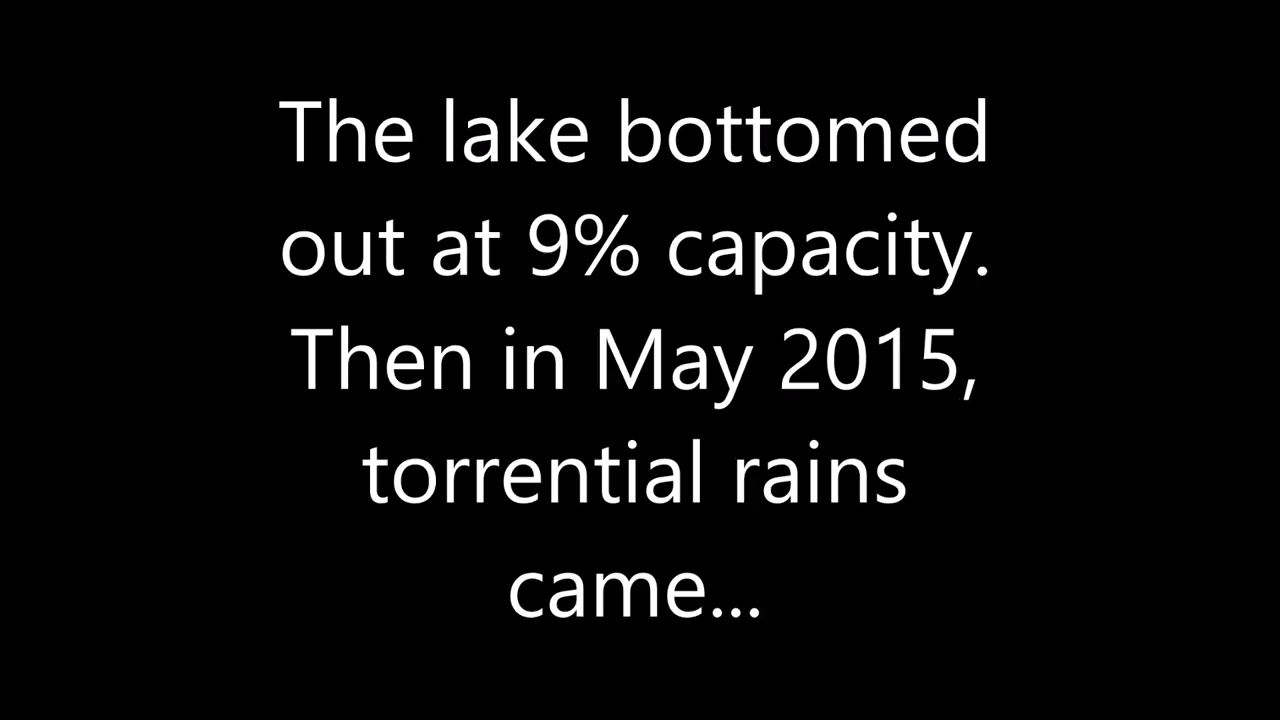 The lake bottomed
out at 9% capacity.
Then in May 2015,
torrential rains
came...